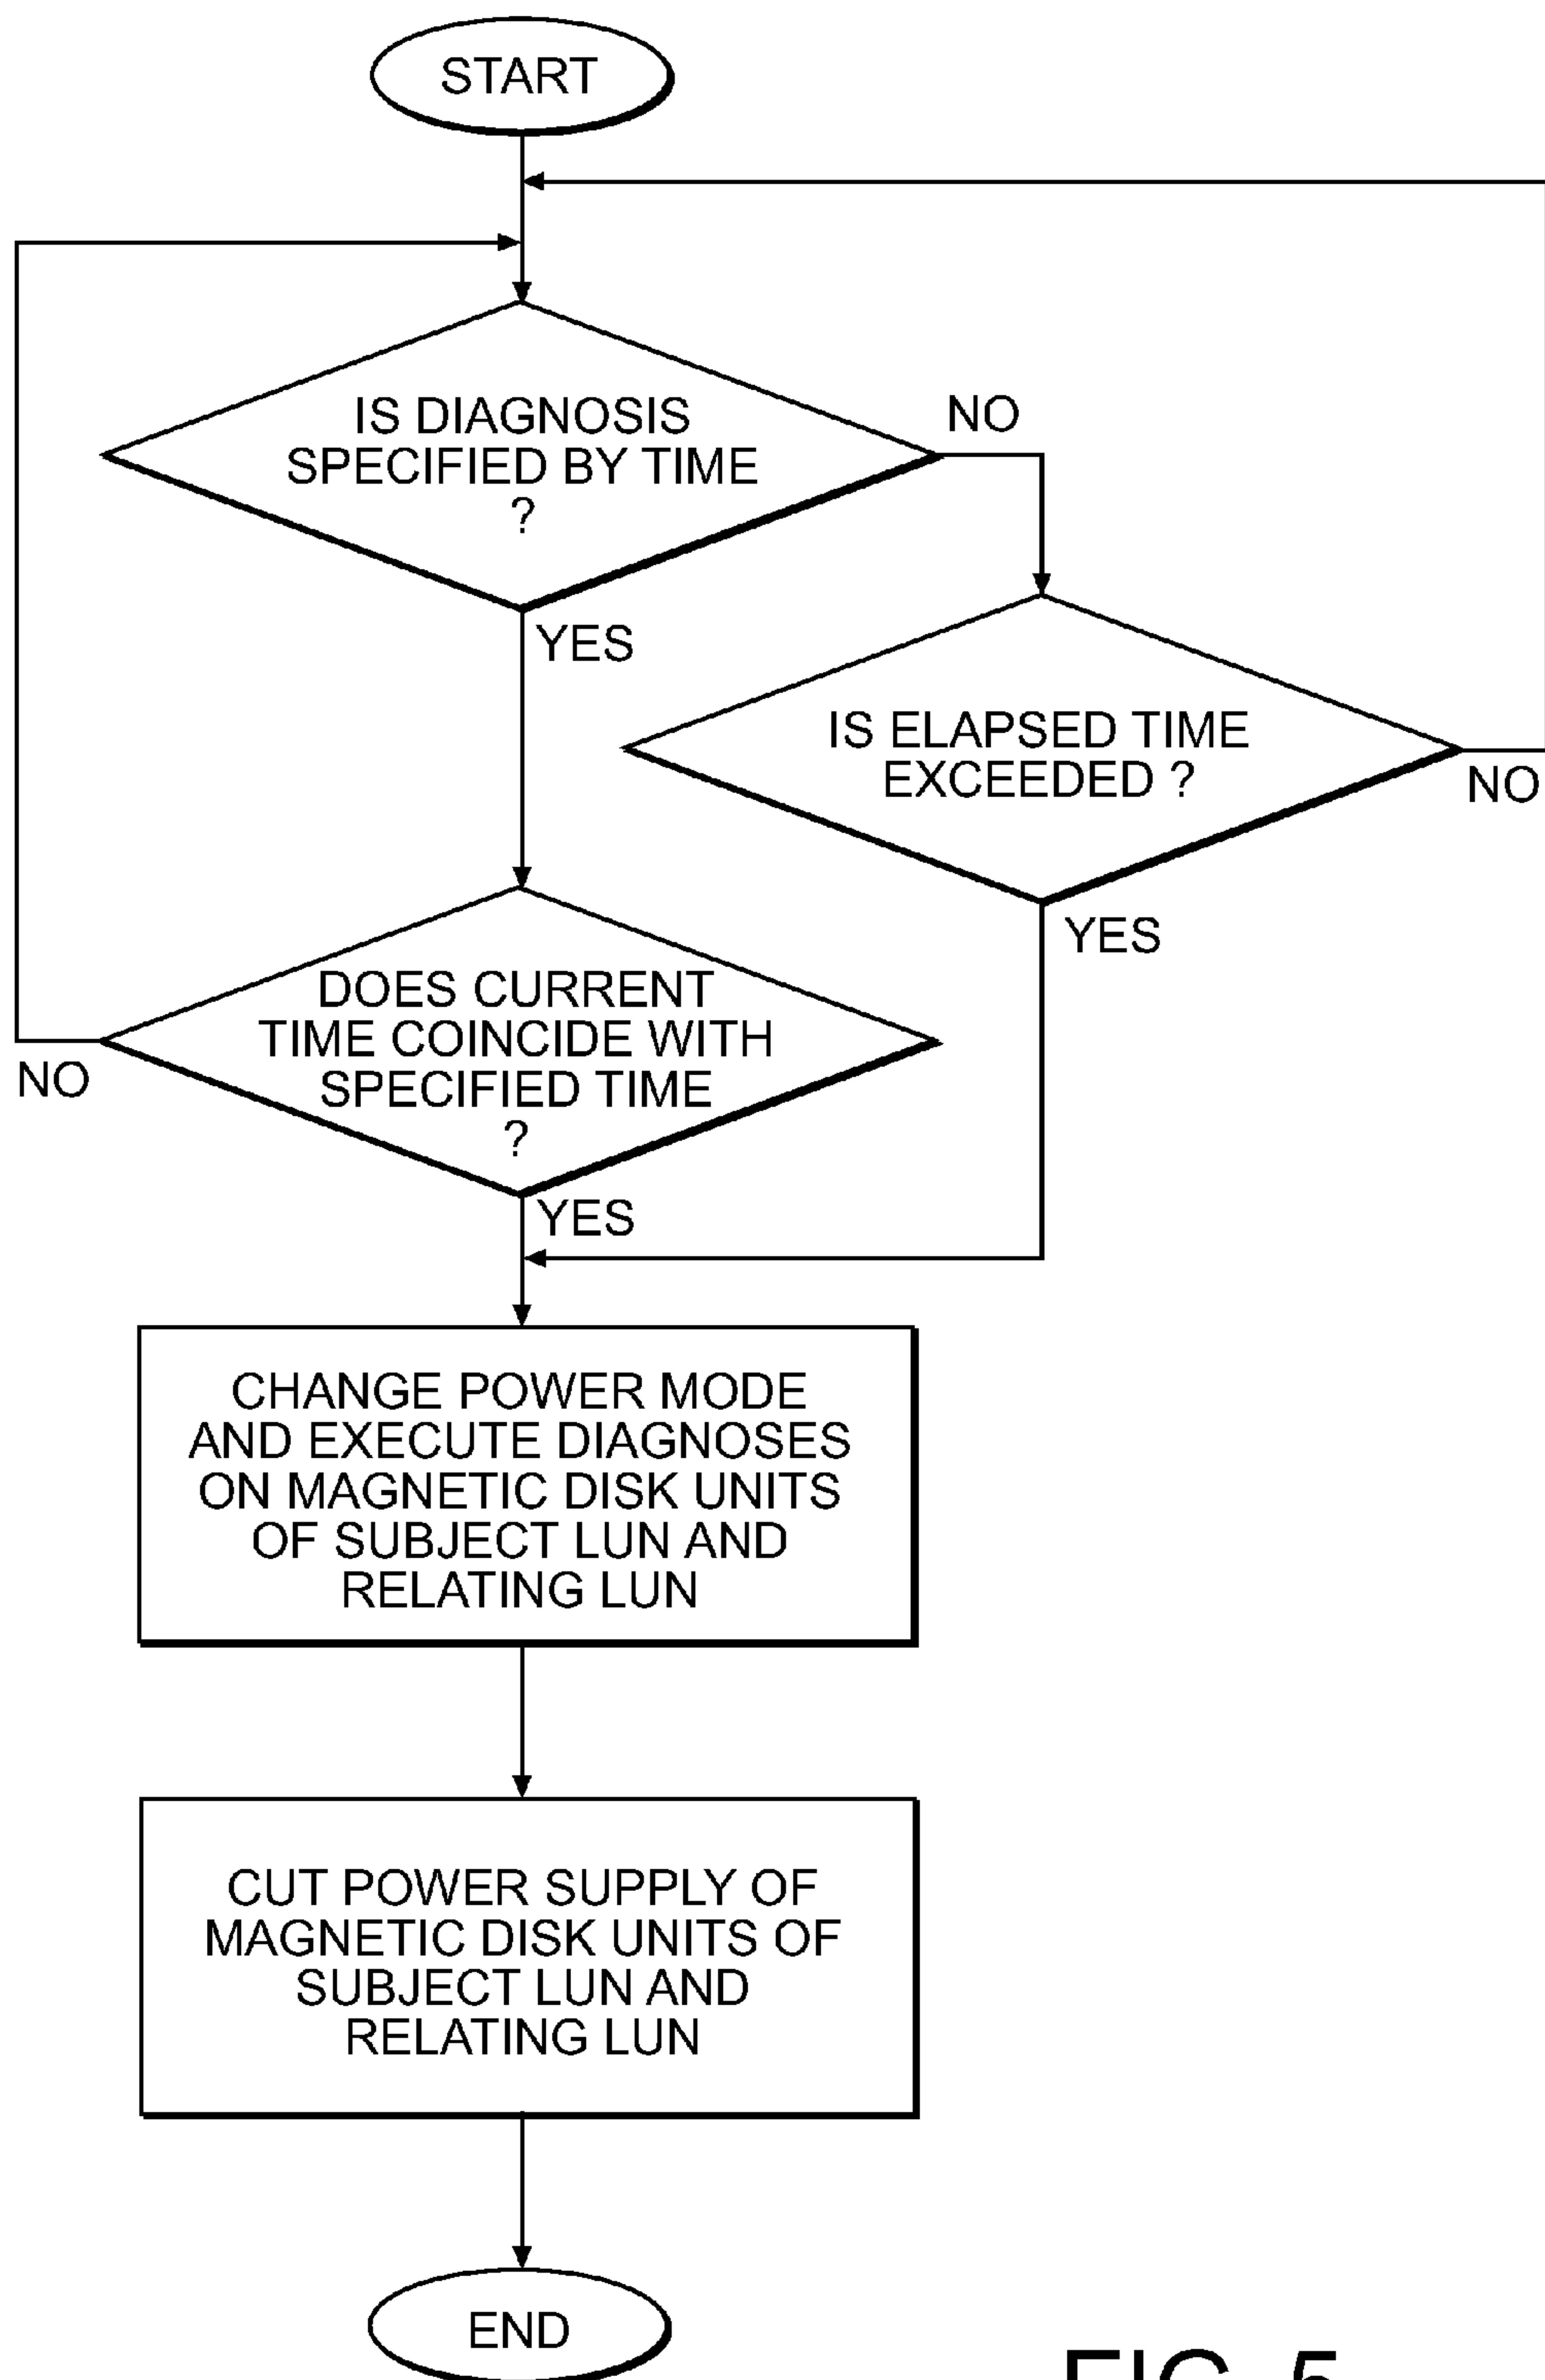 START
IS DIAGNOSIS
SPECIFIED BY TIME
?
NO
YES
IS ELAPSED TIME
EXCEEDED ?
NO
YES
DOES CURRENT
TIME COINCIDE WITH
SPECIFIED TIME
?
NO
YES
CHANGE POWER MODE
AND EXECUTE DIAGNOSES
ON MAGNETIC DISK UNITS
OF SUBJECT LUN AND
RELATING LUN
CUT POWER SUPPLY OF
MAGNETIC DISK UNITS OF
SUBJECT LUN AND
RELATING LUN
END
FIG. 5